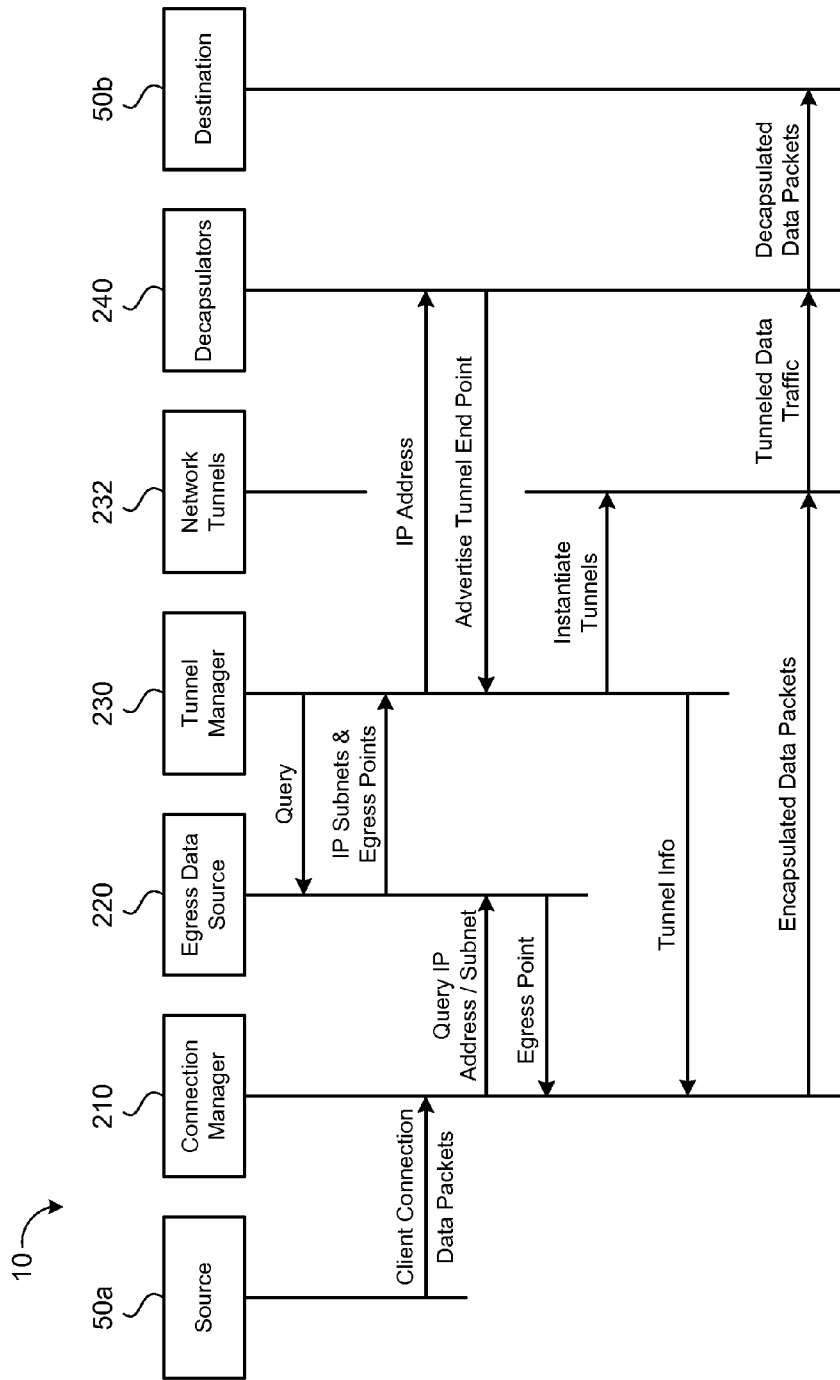 10
50a
210
220
230
232
240
50b
Source
Connection
Manager
Egress Data
Source
Tunnel
Manager
Network
Tunnels
Decapsulators
Destination
Query
IP Subnets &
Egress Points
Client Connection
Data Packets
IP Address
Query IP
Address / Subnet
Advertise Tunnel End Point
Egress Point
Instantiate
Tunnels
Tunnel Info
Encapsulated Data Packets
Tunneled Data
Traffic
Decapsulated
Data Packets